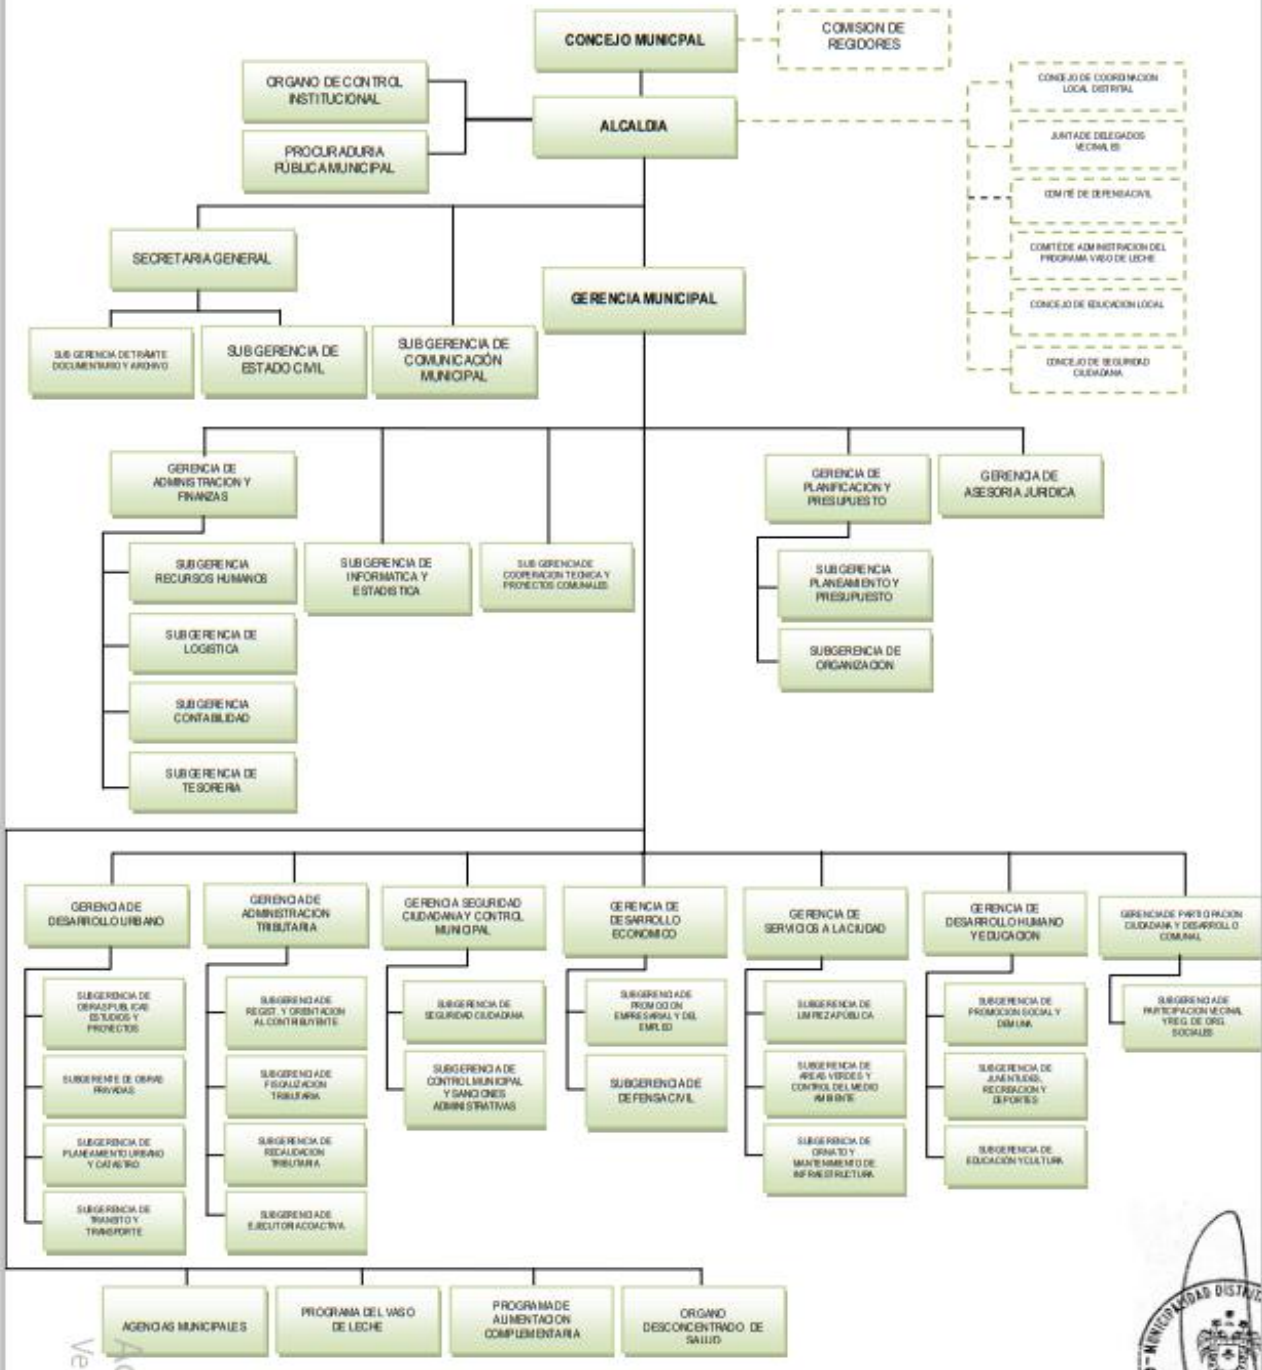 CONCEJO MUNICPAL
COMISION DE
REGIDORES
ORGANO DE CONTROL
INSTITUCIONAL
ALCALDIA
PROCURADURIA
PÚBLICA MUNICIPAL
CONCEJO DE COORDINACION
LOCAL DISTRITAL
JUNTA DE DELEGADOS
VECINALES
COMITÉ DE DEFENSA CIVIL
COMITÉ DE ADMINISTRACION DEL
PROGRAMA VASO DE LECHE
CONCEJO DE EDUCACION LOCAL
CONCEJO DE SEGURIDAD
CIUDADANA
SECRETARIA GENERAL
GERENCIA MUNICIPAL
SUB GERENCIA DE TRÁMITE
DOCUMENTARIO Y ARCHIVO
SUB GERENCIA DE
ESTADO CIVIL
SUB GERENCIA DE
COMUNICACIÓN
MUNICIPAL
GERENCIA DE
ADMINISTRACION Y
FINANZAS
GERENCIA DE
PLANIFICACION Y
PRESUPUESTO
GERENCIA DE
ASESORIA JURIDICA
SUBGERENCIA
RECURSOS HUMANOS
SUBGERENCIA DE
INFORMATICA Y
ESTADISTICA
SUB GERENCIA DE
COOPERACION TECNICA Y
PROYECTOS COMUNALES
SUBGERENCIA
PLANEAMIENTO Y
PRESUPUESTO
SUBGERENCIA DE
LOGISTICA
SUBGERENCIA DE
ORGANIZACION
SUBGERENCIA
CONTABILIDAD
SUBGERENCIA DE
TESORERIA
GERENCIA DE
DESARROLLO URBANO
GERENCIA DE
ADMINISTRACION
TRIBUTARIA
GERENCIA SEGURIDAD
CIUDADANA Y CONTROL
MUNICIPAL
GERENCIA DE
DESARROLLO
ECONOMICO
GERENCIA DE
SERVICIOS A LA CIUDAD
GERENCIA DE
DESARROLLO HUMANO
Y EDUCACION
GERENCIA DE PARTICIPACION
CIUDADANA Y DESARROLLO
COMUNAL
SUBGERENCIA DE
OBRAS PUBLICAS
ESTUDIOS Y
PROYECTOS
SUBGERENCIA DE
REGIST. Y ORIENTACION
AL CONTRIBUYENTE
SUBGERENCIA DE
SEGURIDAD CIUDADANA
SUBGERENCIA DE
PROMOCION
EMPRESARIAL Y DEL
EMPLEO
SUBGERENCIA DE
LIMPIEZA PÚBLICA
SUBGERENCIA DE
PROMOCION SOCIAL Y
DEMUNA
SUBGERENCIA DE
PARTICIPACION VECINAL
Y REG. DE ORG.
SOCIALES
SUBGERENTE DE OBRAS
PRIVADAS
SUBGERENCIA DE
FISCALIZACION
TRIBUTARIA
SUBGERENCIA DE
CONTROL MUNICIPAL
Y SANCIONES
ADMINISTRATIVAS
SUBGERENCIA DE
DEFENSA CIVIL
SUBGERENCIA DE
AREAS VERDES Y
CONTROL DEL MEDIO
AMBIENTE
SUBGERENCIA DE
JUVENTUDES,
RECREACION Y
DEPORTES
SUBGERENCIA DE
PLANEAMIENTO URBANO
Y CATASTRO
SUBGERENCIA DE
RECAUDACION
TRIBUTARIA
SUBGERENCIA DE
ORNATO Y
MANTENIMIENTO DE
INFRAESTRUCTURA
SUBGERENCIA DE
EDUCACIÓN Y CULTURA
SUBGERENCIA DE
TRANSITO Y
TRANSPORTE
SUBGERENCIA DE
EJECUTORIA COACTIVA
AGENCIAS MUNICIPALES
PROGRAMA DEL VASO
DE LECHE
PROGRAMA DE
ALIMENTACION
COMPLEMENTARIA
ORGANO
DESCONCENTRADO DE
SALUD
MUNICIPALIDAD DISTRITA
Ac
Ve